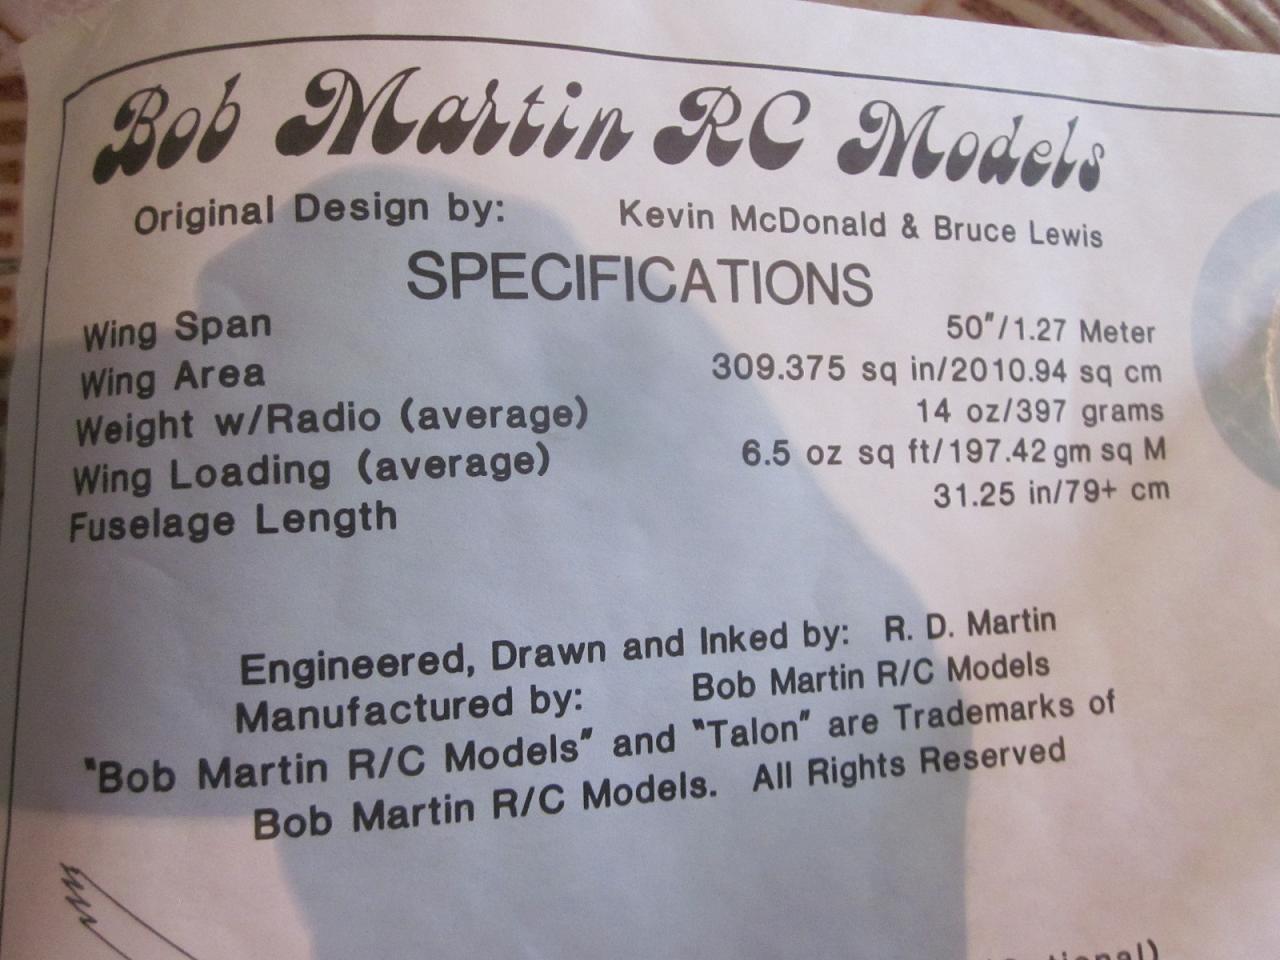 Bob Martin RC Models
Original Design by: Kevin McDonald & Bruce Lewis
SPECIFICATIONS
Wing Span 50"/1.27 Meter
Wing Area 309.375 sq in/2010.94 sq cm
Weight w/Radio (average) 14 oz/397 grams
Wing Loading (average) 6.5 oz sq ft/197.42 gm sq M
Fuselage Length 31.25 in/79+ cm
Engineered, Drawn and Inked by: R. D. Martin
Manufactured by: Bob Martin R/C Models
"Bob Martin R/C Models" and "Talon" are Trademarks of
Bob Martin R/C Models. All Rights Reserved